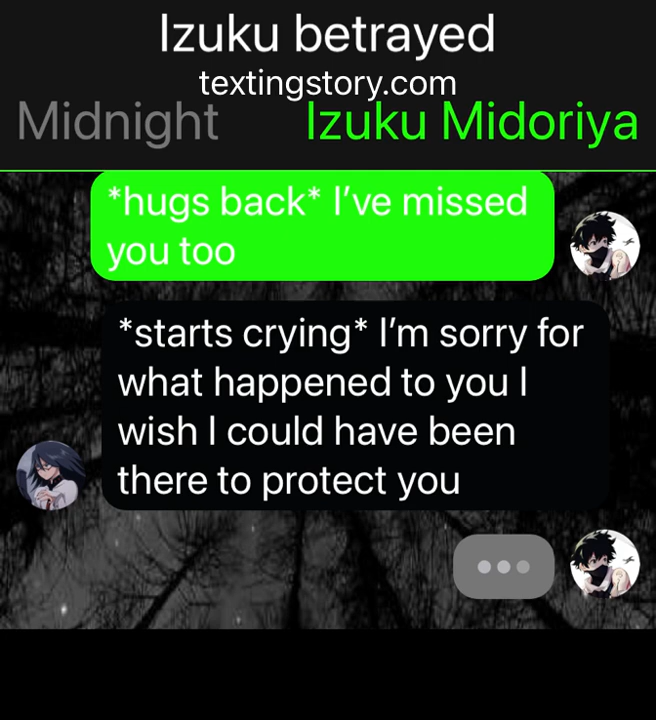 Izuku betrayed
textingstory.com
Midnight Izuku Midoriya
*hugs back* I’ve missed
you too
*starts crying* I’m sorry for
what happened to you I
wish I could have been
there to protect you